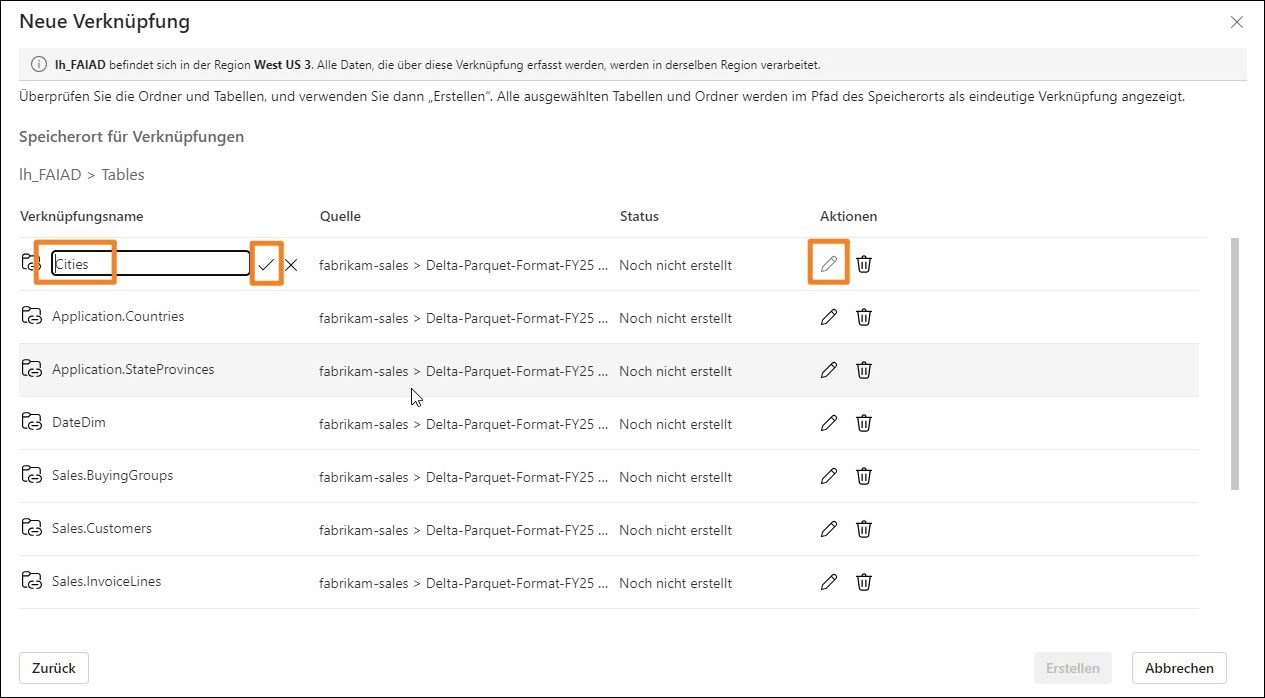 Neue Verknüpfung
lh_FAIAD befindet sich in der Region West US 3. Alle Daten, die über diese Verknüpfung erfasst werden, werden in derselben Region verarbeitet.
Überprüfen Sie die Ordner und Tabellen, und verwenden Sie dann „Erstellen“. Alle ausgewählten Tabellen und Ordner werden im Pfad des Speicherorts als eindeutige Verknüpfung angezeigt.
Speicherort für Verknüpfungen
lh_FAIAD > Tables
Verknüpfungsname Quelle Status Aktionen
Cities fabrikam-sales > Delta-Parquet-Format-FY25 ... Noch nicht erstellt
Application.Countries fabrikam-sales > Delta-Parquet-Format-FY25 ... Noch nicht erstellt
Application.StateProvinces fabrikam-sales > Delta-Parquet-Format-FY25 ... Noch nicht erstellt
DateDim fabrikam-sales > Delta-Parquet-Format-FY25 ... Noch nicht erstellt
Sales.BuyingGroups fabrikam-sales > Delta-Parquet-Format-FY25 ... Noch nicht erstellt
Sales.Customers fabrikam-sales > Delta-Parquet-Format-FY25 ... Noch nicht erstellt
Sales.InvoiceLines fabrikam-sales > Delta-Parquet-Format-FY25 ... Noch nicht erstellt
Zurück Erstellen Abbrechen